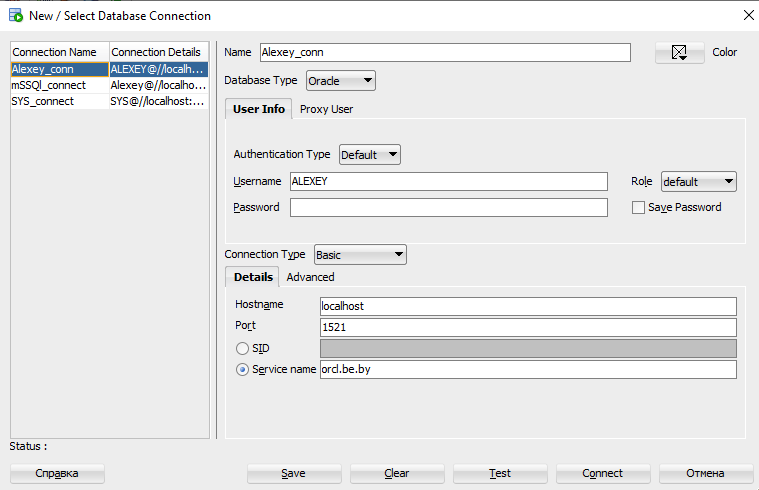 New / Select Database Connection
Connection Name Connection Details
Alexey_conn ALEXEY@//localh...
mSSQl_connect Alexey@//localho...
SYS_connect SYS@//localhost:...
Name Alexey_conn Color
Database Type Oracle
User Info Proxy User
Authentication Type Default
Username ALEXEY Role default
Password Save Password
Connection Type Basic
Details Advanced
Hostname localhost
Port 1521
SID
Service name orcl.be.by
Status :
Справка Save Clear Test Connect Отмена